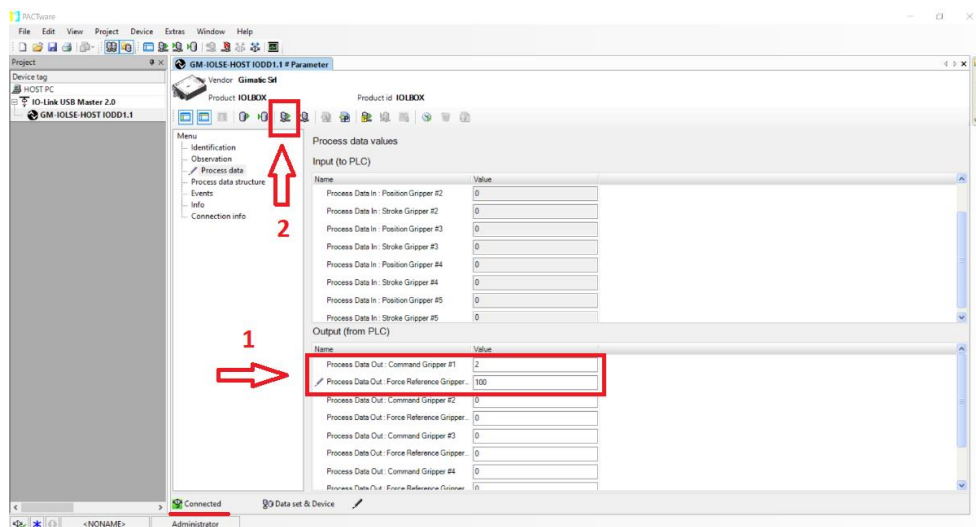 PACTware
File Edit View Project Device Extras Window Help
Project
GM-IOLSE-HOST IODD1.1 # Parameter
Device tag
HOST PC
IO-Link USB Master 2.0
GM-IOLSE-HOST IODD1.1
Vendor Gimatic Srl
Product IOLBOX Product id IOLBOX
Menu
Identification
Observation
Process data
Process data structure
Events
Info
Connection info
2
Process data values
Input (to PLC)
Name Value
Process Data In : Position Gripper #2 0
Process Data In : Stroke Gripper #2 0
Process Data In : Position Gripper #3 0
Process Data In : Stroke Gripper #3 0
Process Data In : Position Gripper #4 0
Process Data In : Stroke Gripper #4 0
Process Data In : Position Gripper #5 0
Process Data In : Stroke Gripper #5 0
Output (from PLC)
1
Name Value
Process Data Out : Command Gripper #1 2
Process Data Out : Force Reference Gripper... 100
Process Data Out : Command Gripper #2 0
Process Data Out : Force Reference Gripper... 0
Process Data Out : Command Gripper #3 0
Process Data Out : Force Reference Gripper... 0
Process Data Out : Command Gripper #4 0
Process Data Out : Force Reference Gripper... 0
Connected Data set & Device
<NONAME> Administrator